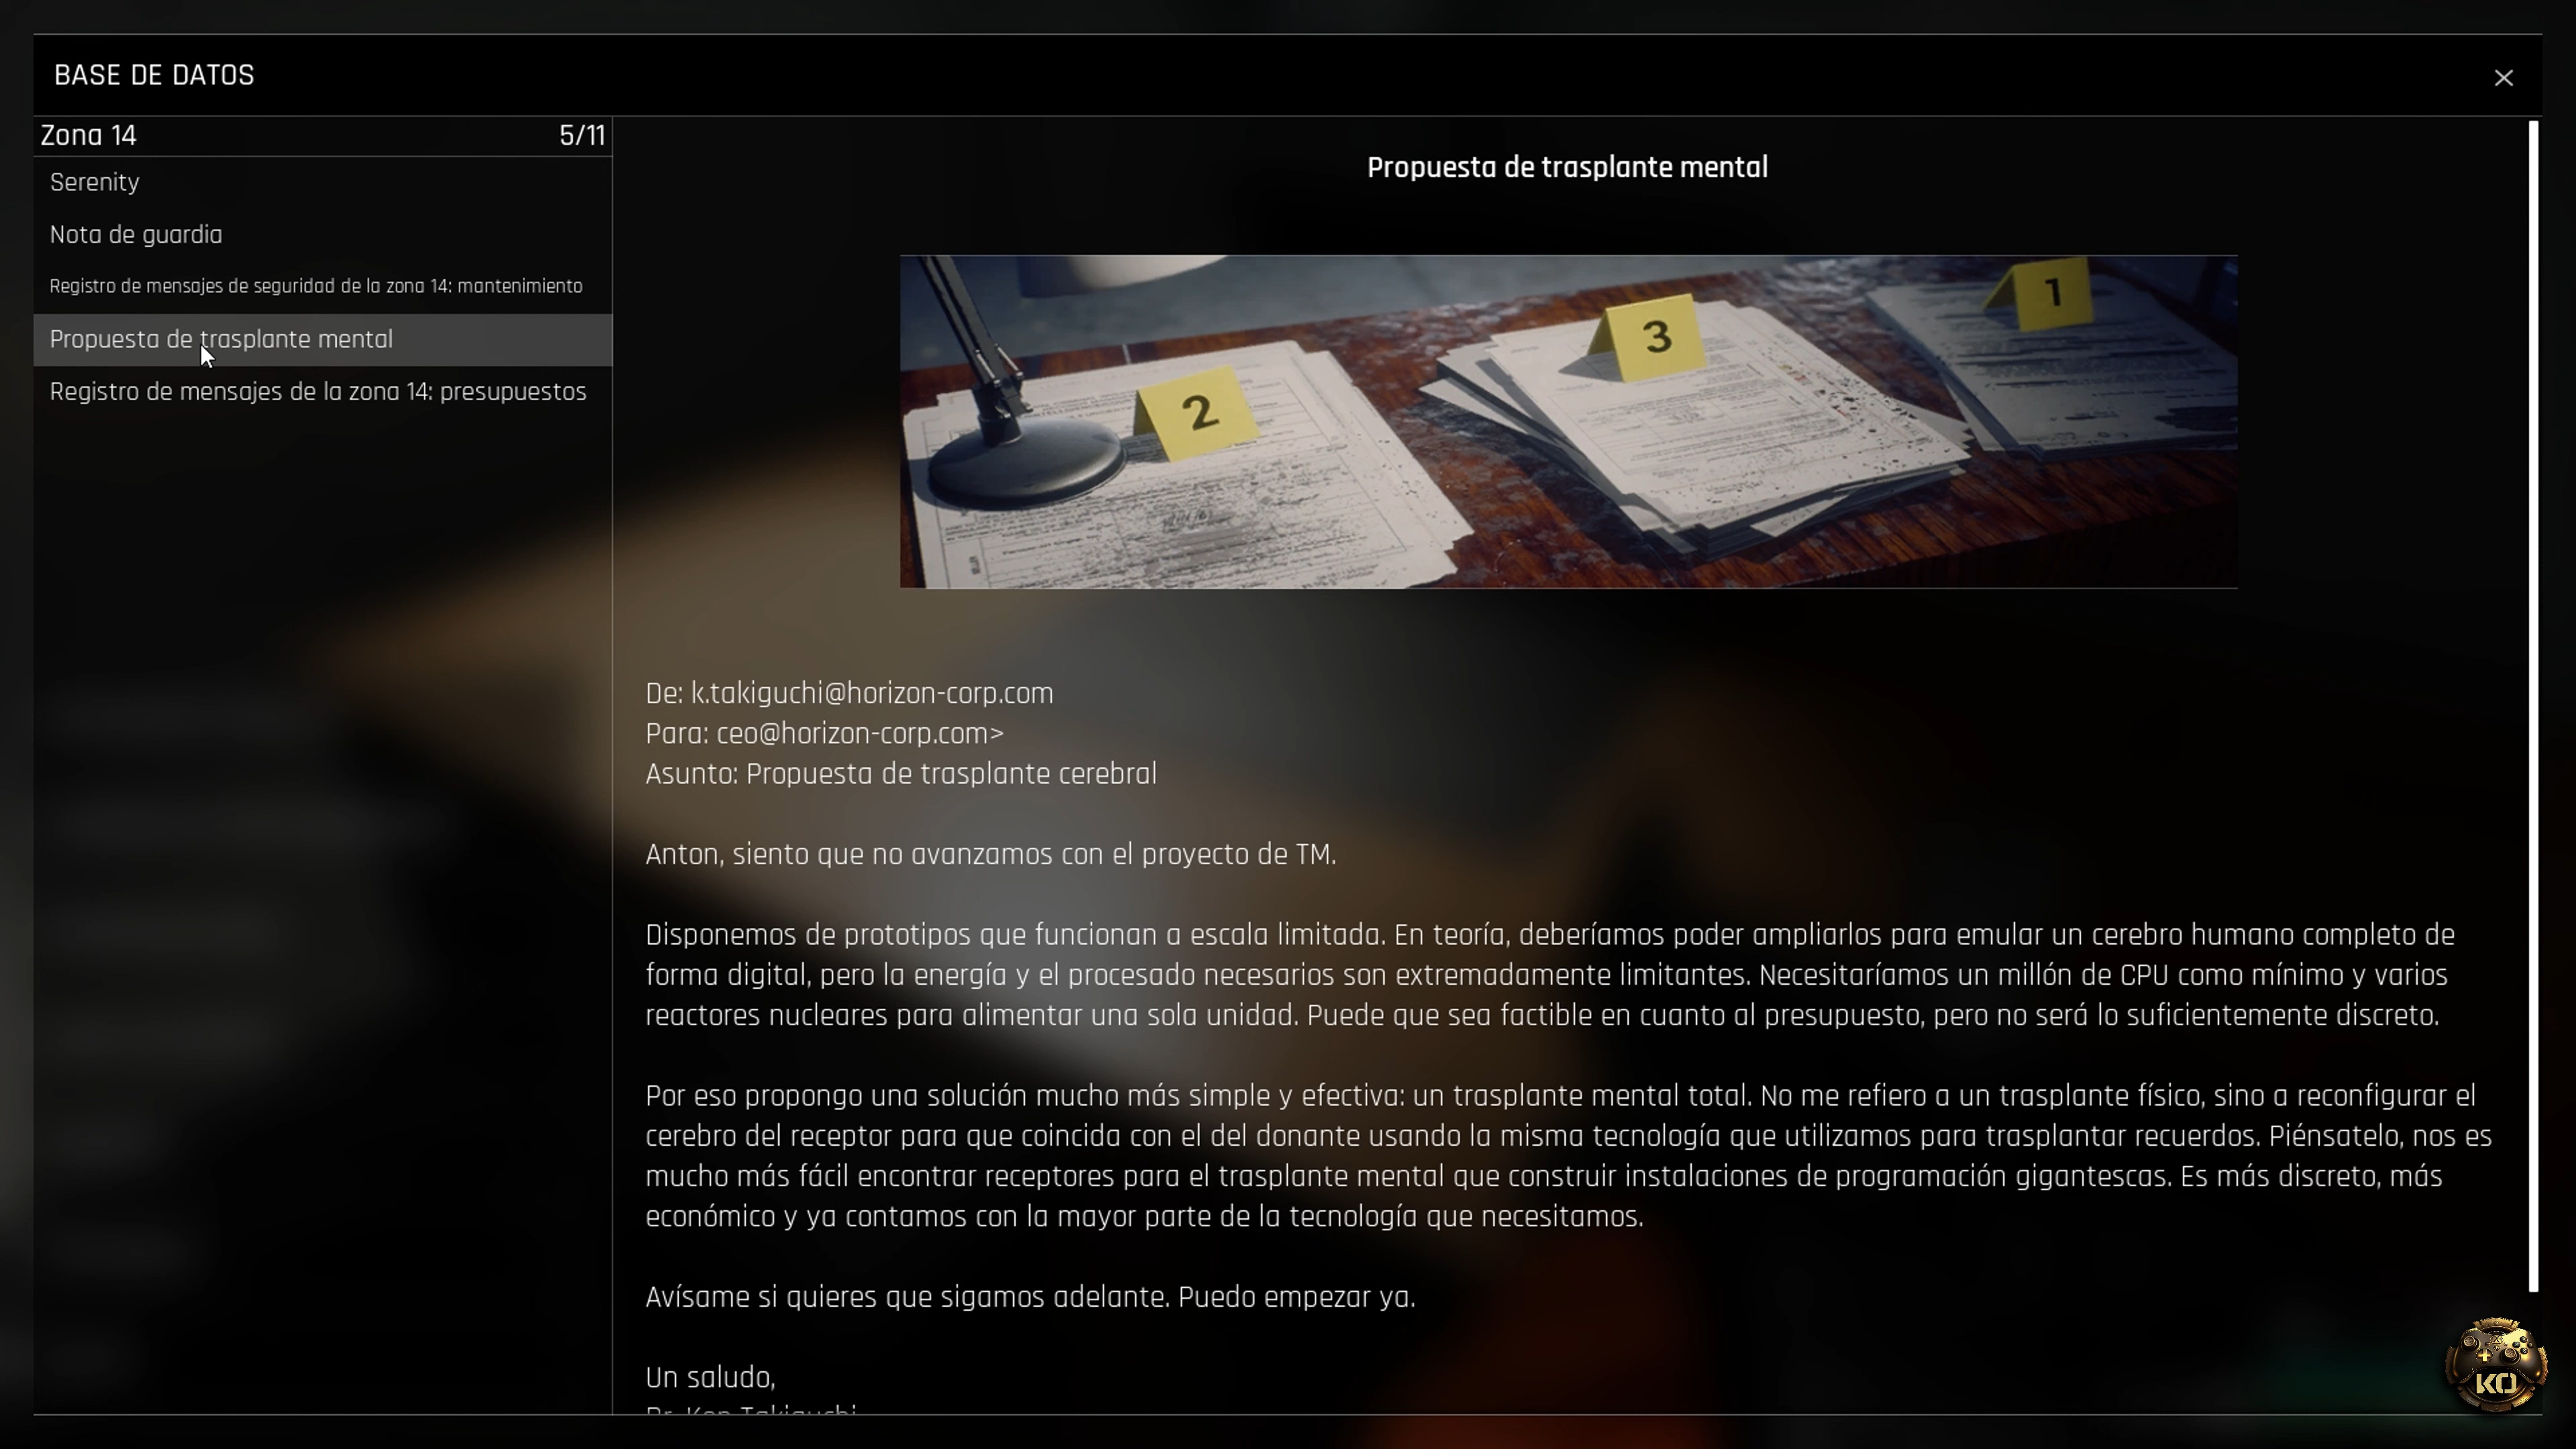 BASE DE DATOS
Zona 14 5/11
Serenity
Nota de guardia
Registro de mensajes de seguridad de la zona 14: mantenimiento
Propuesta de trasplante mental
Registro de mensajes de la zona 14: presupuestos
Propuesta de trasplante mental
2
3
1
De: k.takiguchi@horizon-corp.com
Para: ceo@horizon-corp.com>
Asunto: Propuesta de trasplante cerebral
Anton, siento que no avanzamos con el proyecto de TM.
Disponemos de prototipos que funcionan a escala limitada. En teoría, deberíamos poder ampliarlos para emular un cerebro humano completo de
forma digital, pero la energía y el procesado necesarios son extremadamente limitantes. Necesitaríamos un millón de CPU como mínimo y varios
reactores nucleares para alimentar una sola unidad. Puede que sea factible en cuanto al presupuesto, pero no será lo suficientemente discreto.
Por eso propongo una solución mucho más simple y efectiva: un trasplante mental total. No me refiero a un trasplante físico, sino a reconfigurar el
cerebro del receptor para que coincida con el del donante usando la misma tecnología que utilizamos para trasplantar recuerdos. Piénsatelo, nos es
mucho más fácil encontrar receptores para el trasplante mental que construir instalaciones de programación gigantescas. Es más discreto, más
económico y ya contamos con la mayor parte de la tecnología que necesitamos.
Avísame si quieres que sigamos adelante. Puedo empezar ya.
Un saludo,
Dr. Ken Takiguchi
KO